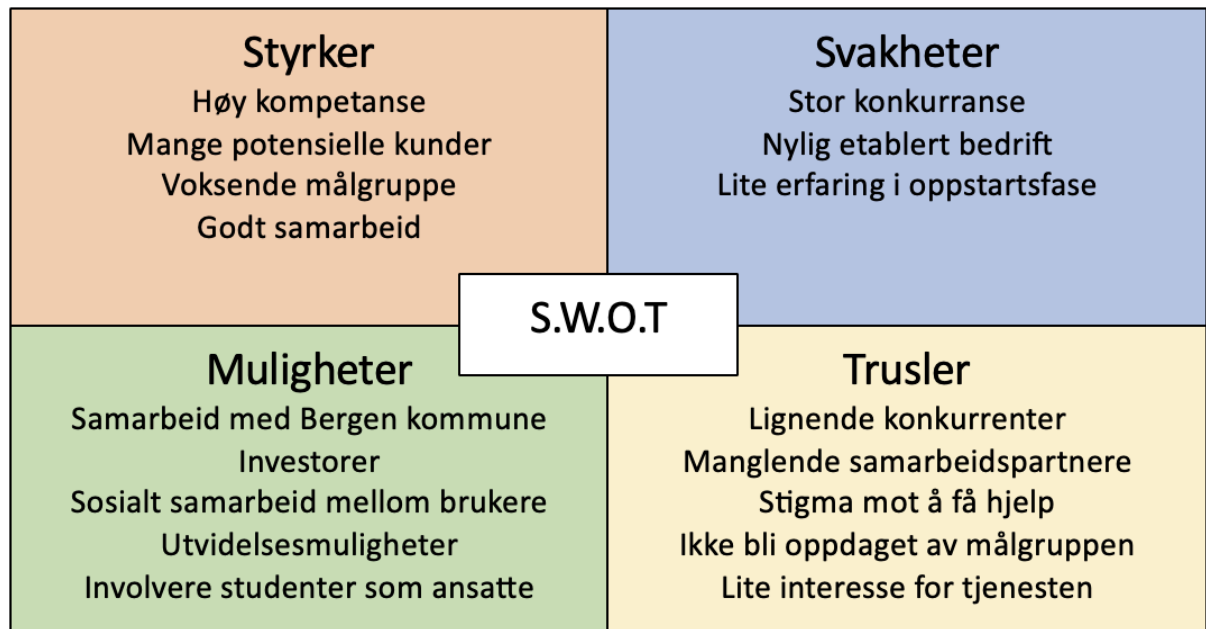 Styrker
Høy kompetanse
Mange potensielle kunder
Voksende målgruppe
Godt samarbeid
Svakheter
Stor konkurranse
Nylig etablert bedrift
Lite erfaring i oppstartsfase
S.W.O.T
Muligheter
Samarbeid med Bergen kommune
Investorer
Sosialt samarbeid mellom brukere
Utvidelsesmuligheter
Involvere studenter som ansatte
Trusler
Lignende konkurrenter
Manglende samarbeidspartnere
Stigma mot å få hjelp
Ikke bli oppdaget av målgruppen
Lite interesse for tjenesten